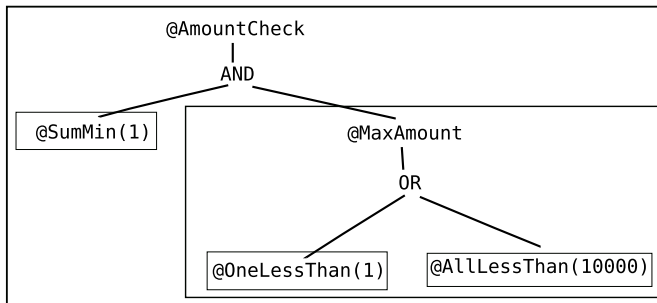 @AmountCheck
AND
@SumMin(1)
@MaxAmount
OR
@OneLessThan(1)
@AllLessThan(10000)